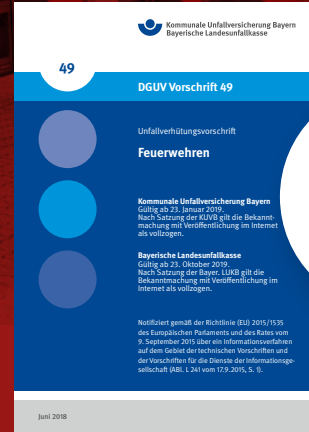 Kommunale Unfallversicherung Bayern
Bayerische Landesunfallkasse
49
DGUV Vorschrift 49
Unfallverhütungsvorschrift
Feuerwehren
Kommunale Unfallversicherung Bayern
Gültig ab 23. Januar 2019.
Nach Satzung der KUVB gilt die Bekannt-
machung mit Veröffentlichung im Internet
als vollzogen.
Bayerische Landesunfallkasse
Gültig ab 23. Oktober 2019.
Nach Satzung der Bayer. LUKB gilt die
Bekanntmachung mit Veröffentlichung im
Internet als vollzogen.
Notifiziert gemäß der Richtlinie (EU) 2015/1535
des Europäischen Parlaments und des Rates vom
9. September 2015 über ein Informationsverfahren
auf dem Gebiet der technischen Vorschriften und
der Vorschriften für die Dienste der Informationsge-
sellschaft (ABl. L 241 vom 17.9.2015, S. 1).
Juni 2018